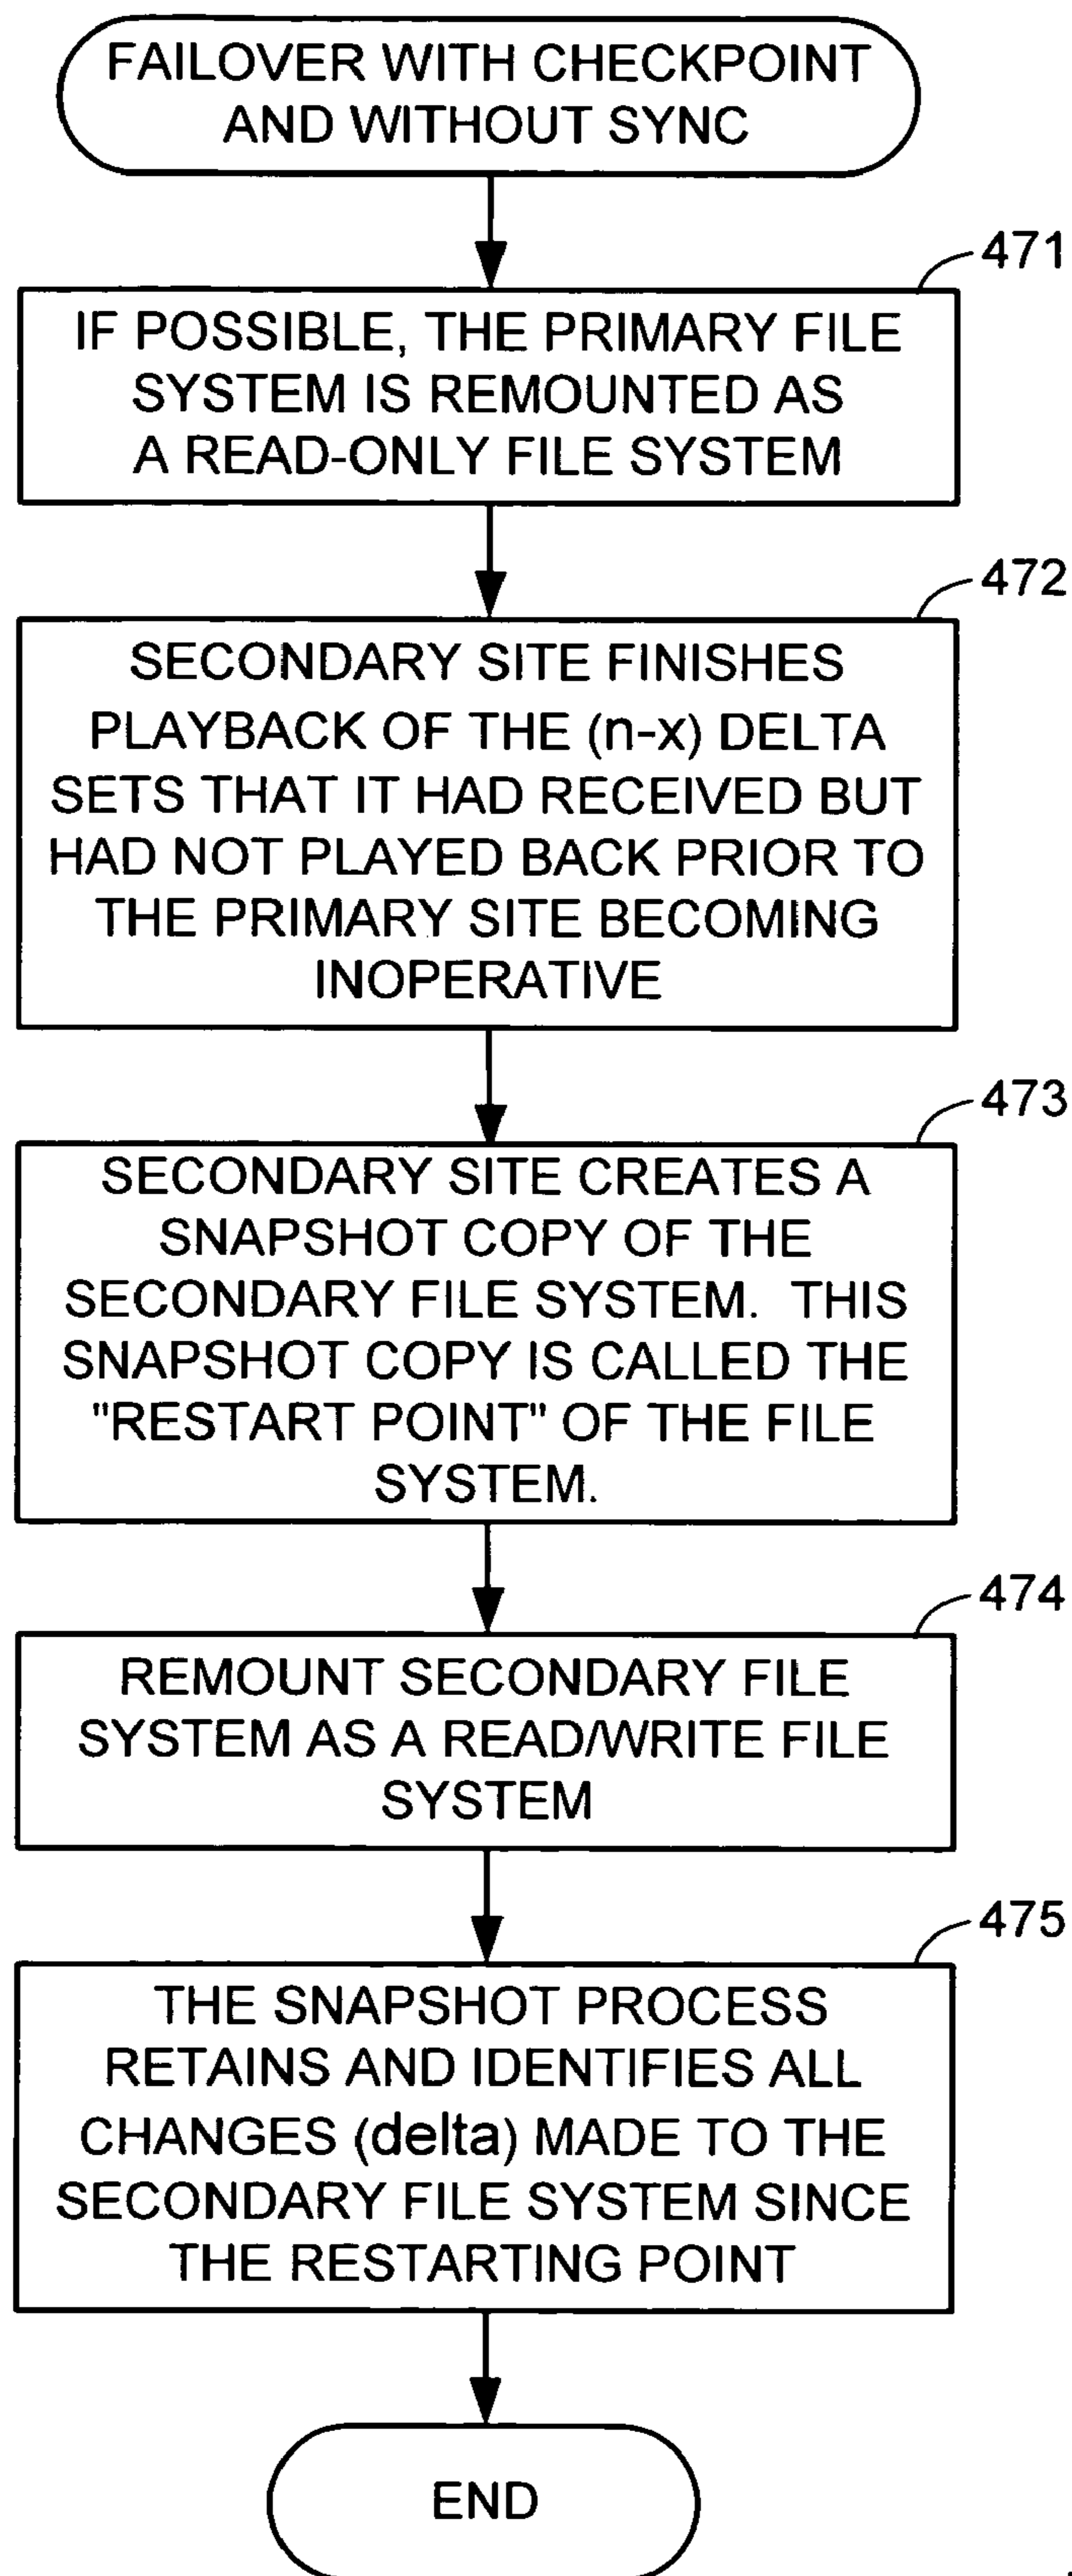 FAILOVER WITH CHECKPOINT
AND WITHOUT SYNC
471
IF POSSIBLE, THE PRIMARY FILE
SYSTEM IS REMOUNTED AS
A READ-ONLY FILE SYSTEM
472
SECONDARY SITE FINISHES
PLAYBACK OF THE (n-x) DELTA
SETS THAT IT HAD RECEIVED BUT
HAD NOT PLAYED BACK PRIOR TO
THE PRIMARY SITE BECOMING
INOPERATIVE
473
SECONDARY SITE CREATES A
SNAPSHOT COPY OF THE
SECONDARY FILE SYSTEM. THIS
SNAPSHOT COPY IS CALLED THE
"RESTART POINT" OF THE FILE
SYSTEM.
474
REMOUNT SECONDARY FILE
SYSTEM AS A READ/WRITE FILE
SYSTEM
475
THE SNAPSHOT PROCESS
RETAINS AND IDENTIFIES ALL
CHANGES (delta) MADE TO THE
SECONDARY FILE SYSTEM SINCE
THE RESTARTING POINT
END